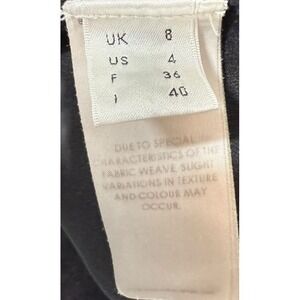 UK 8
US 4
F 36
I 40
DUE TO SPECIAL
CHARACTERISTICS OF THE
FABRIC WEAVE, SLIGHT
VARIATIONS IN TEXTURE
AND COLOUR MAY
OCCUR.